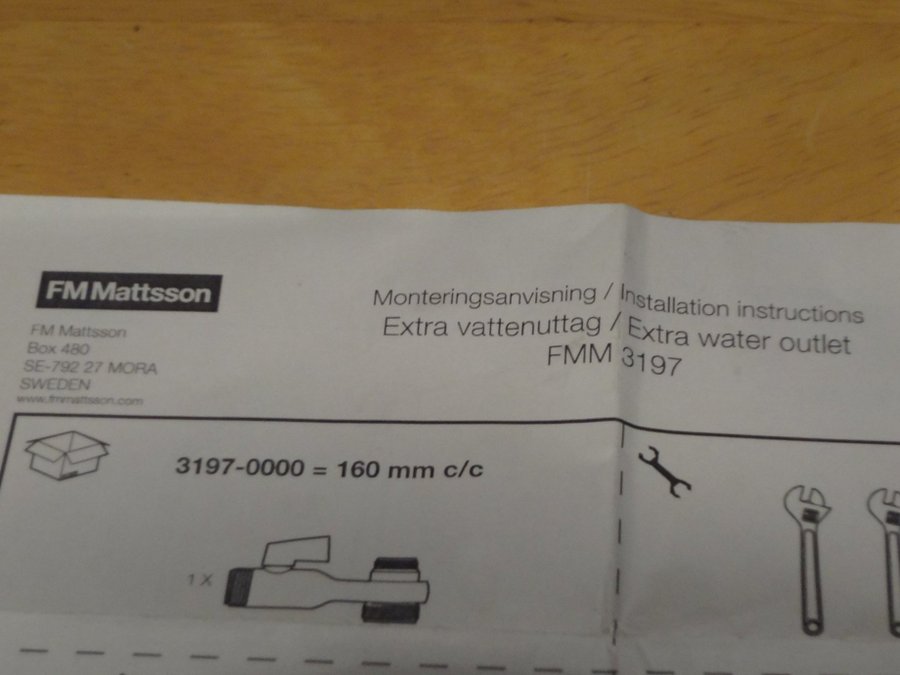 FM Mattsson
FM Mattsson
Box 480
SE-792 27 MORA
SWEDEN
www.fmmattsson.com
Monteringsanvisning / Installation instructions
Extra vattenuttag / Extra water outlet
FMM 3197
3197-0000 = 160 mm c/c
1 X